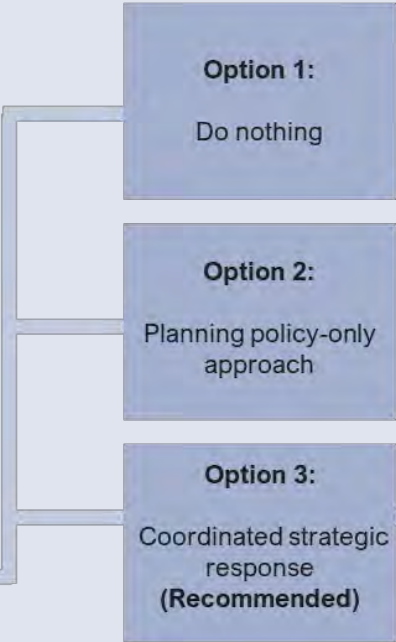 Option 1:
Do nothing
Option 2:
Planning policy-only
approach
Option 3:
Coordinated strategic
response
(Recommended)